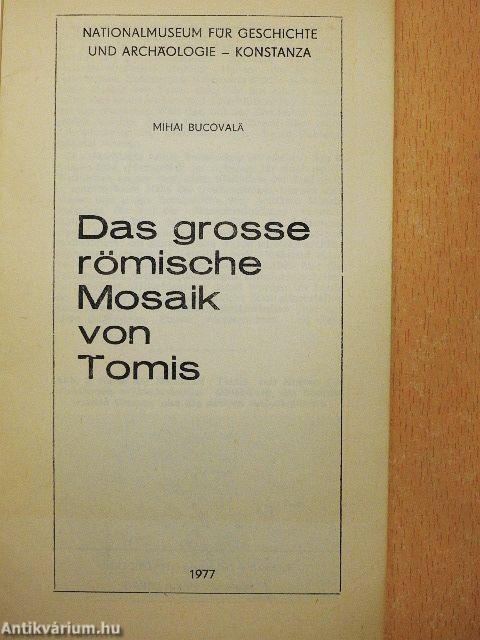 NATIONALMUSEUM FÜR GESCHICHTE
UND ARCHÄOLOGIE – KONSTANZA
MIHAI BUCOVALĂ
Das grosse
römische
Mosaik
von
Tomis
1977
Antikvárium.hu